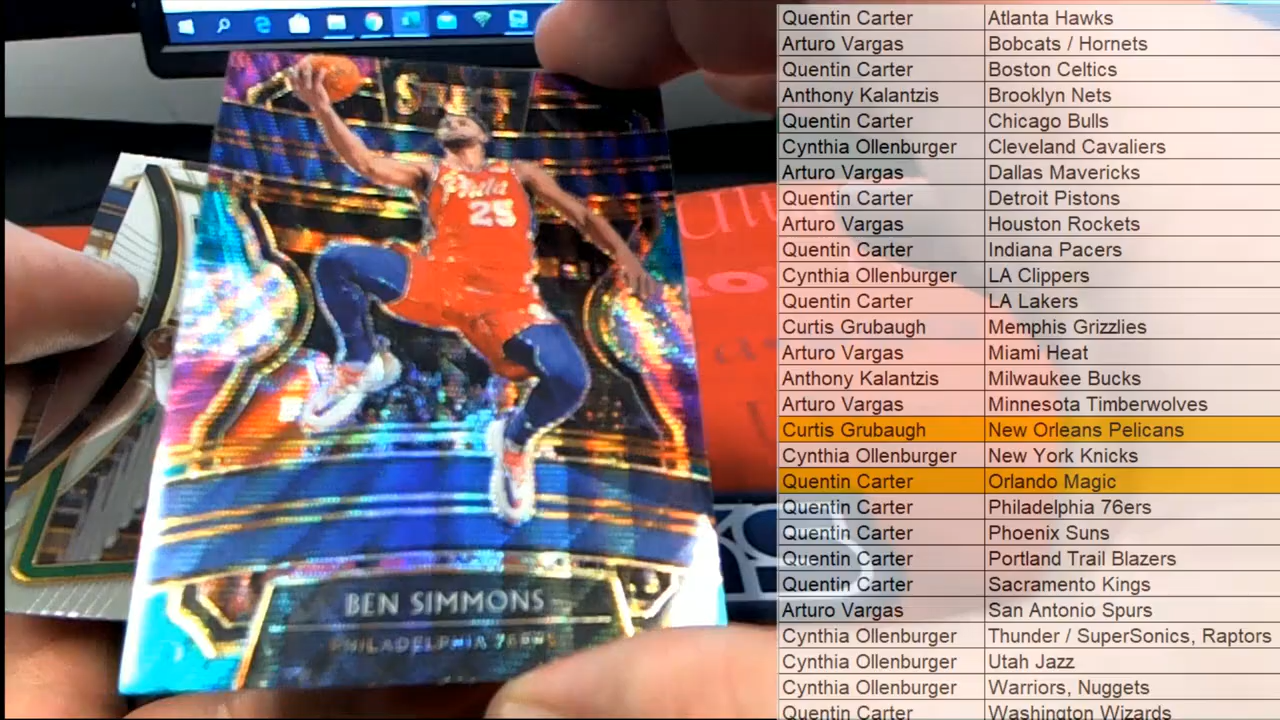 SELECT
Phila
25
BEN SIMMONS
PHILADELPHIA 76ERS
Quentin Carter Atlanta Hawks
Arturo Vargas Bobcats / Hornets
Quentin Carter Boston Celtics
Anthony Kalantzis Brooklyn Nets
Quentin Carter Chicago Bulls
Cynthia Ollenburger Cleveland Cavaliers
Arturo Vargas Dallas Mavericks
Quentin Carter Detroit Pistons
Arturo Vargas Houston Rockets
Quentin Carter Indiana Pacers
Cynthia Ollenburger LA Clippers
Quentin Carter LA Lakers
Curtis Grubaugh Memphis Grizzlies
Arturo Vargas Miami Heat
Anthony Kalantzis Milwaukee Bucks
Arturo Vargas Minnesota Timberwolves
Curtis Grubaugh New Orleans Pelicans
Cynthia Ollenburger New York Knicks
Quentin Carter Orlando Magic
Quentin Carter Philadelphia 76ers
Quentin Carter Phoenix Suns
Quentin Carter Portland Trail Blazers
Quentin Carter Sacramento Kings
Arturo Vargas San Antonio Spurs
Cynthia Ollenburger Thunder / SuperSonics, Raptors
Cynthia Ollenburger Utah Jazz
Cynthia Ollenburger Warriors, Nuggets
Quentin Carter Washington Wizards